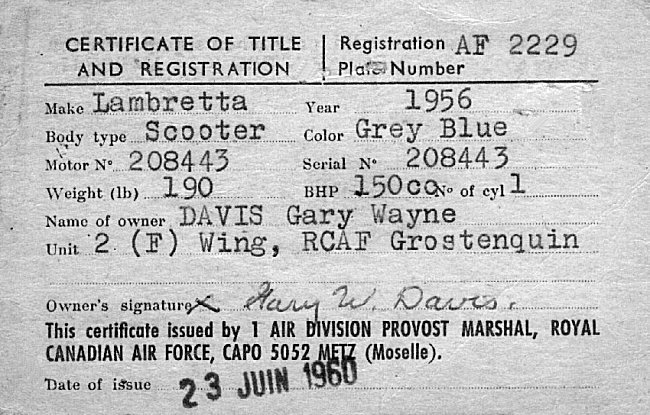 CERTIFICATE OF TITLE AND REGISTRATION
Registration Plate Number AF 2229
Make Lambretta Year 1956
Body type Scooter Color Grey Blue
Motor Nº 208443 Serial Nº 208443
Weight (lb) 190 BHP 150cc Nº of cyl 1
Name of owner DAVIS Gary Wayne
Unit 2 (F) Wing, RCAF Grostenquin
Owner's signature X Gary W. Davis.
This certificate issued by 1 AIR DIVISION PROVOST MARSHAL, ROYAL
CANADIAN AIR FORCE, CAPO 5052 METZ (Moselle).
Date of issue 23 JUIN 1960